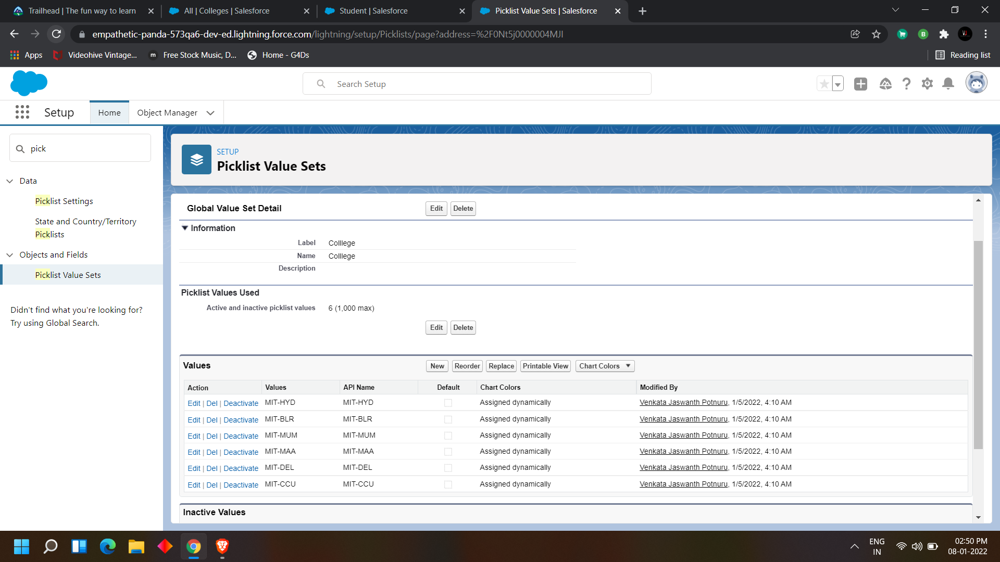 Trailhead | The fun way to learn
All | Colleges | Salesforce
Student | Salesforce
Picklist Value Sets | Salesforce
empathetic-panda-573qa6-dev-ed.lightning.force.com/lightning/setup/Picklists/page?address=%2F0Nt5j0000004MJI
Apps
Videohive Vintage...
Free Stock Music, D...
Home - G4Ds
Reading list
Search Setup
Setup
Home
Object Manager
pick
Data
Picklist Settings
State and Country/Territory
Picklists
Objects and Fields
Picklist Value Sets
Didn't find what you're looking for?
Try using Global Search.
SETUP
Picklist Value Sets
Global Value Set Detail
Edit Delete
Information
Label Colllege
Name Colllege
Description
Picklist Values Used
Active and inactive picklist values 6 (1,000 max)
Edit Delete
Values
New Reorder Replace Printable View Chart Colors
Action Values API Name Default Chart Colors Modified By
Edit | Del | Deactivate MIT-HYD MIT-HYD Assigned dynamically Venkata Jaswanth Potnuru, 1/5/2022, 4:10 AM
Edit | Del | Deactivate MIT-BLR MIT-BLR Assigned dynamically Venkata Jaswanth Potnuru, 1/5/2022, 4:10 AM
Edit | Del | Deactivate MIT-MUM MIT-MUM Assigned dynamically Venkata Jaswanth Potnuru, 1/5/2022, 4:10 AM
Edit | Del | Deactivate MIT-MAA MIT-MAA Assigned dynamically Venkata Jaswanth Potnuru, 1/5/2022, 4:10 AM
Edit | Del | Deactivate MIT-DEL MIT-DEL Assigned dynamically Venkata Jaswanth Potnuru, 1/5/2022, 4:10 AM
Edit | Del | Deactivate MIT-CCU MIT-CCU Assigned dynamically Venkata Jaswanth Potnuru, 1/5/2022, 4:10 AM
Inactive Values
ENG
IN
02:50 PM
08-01-2022